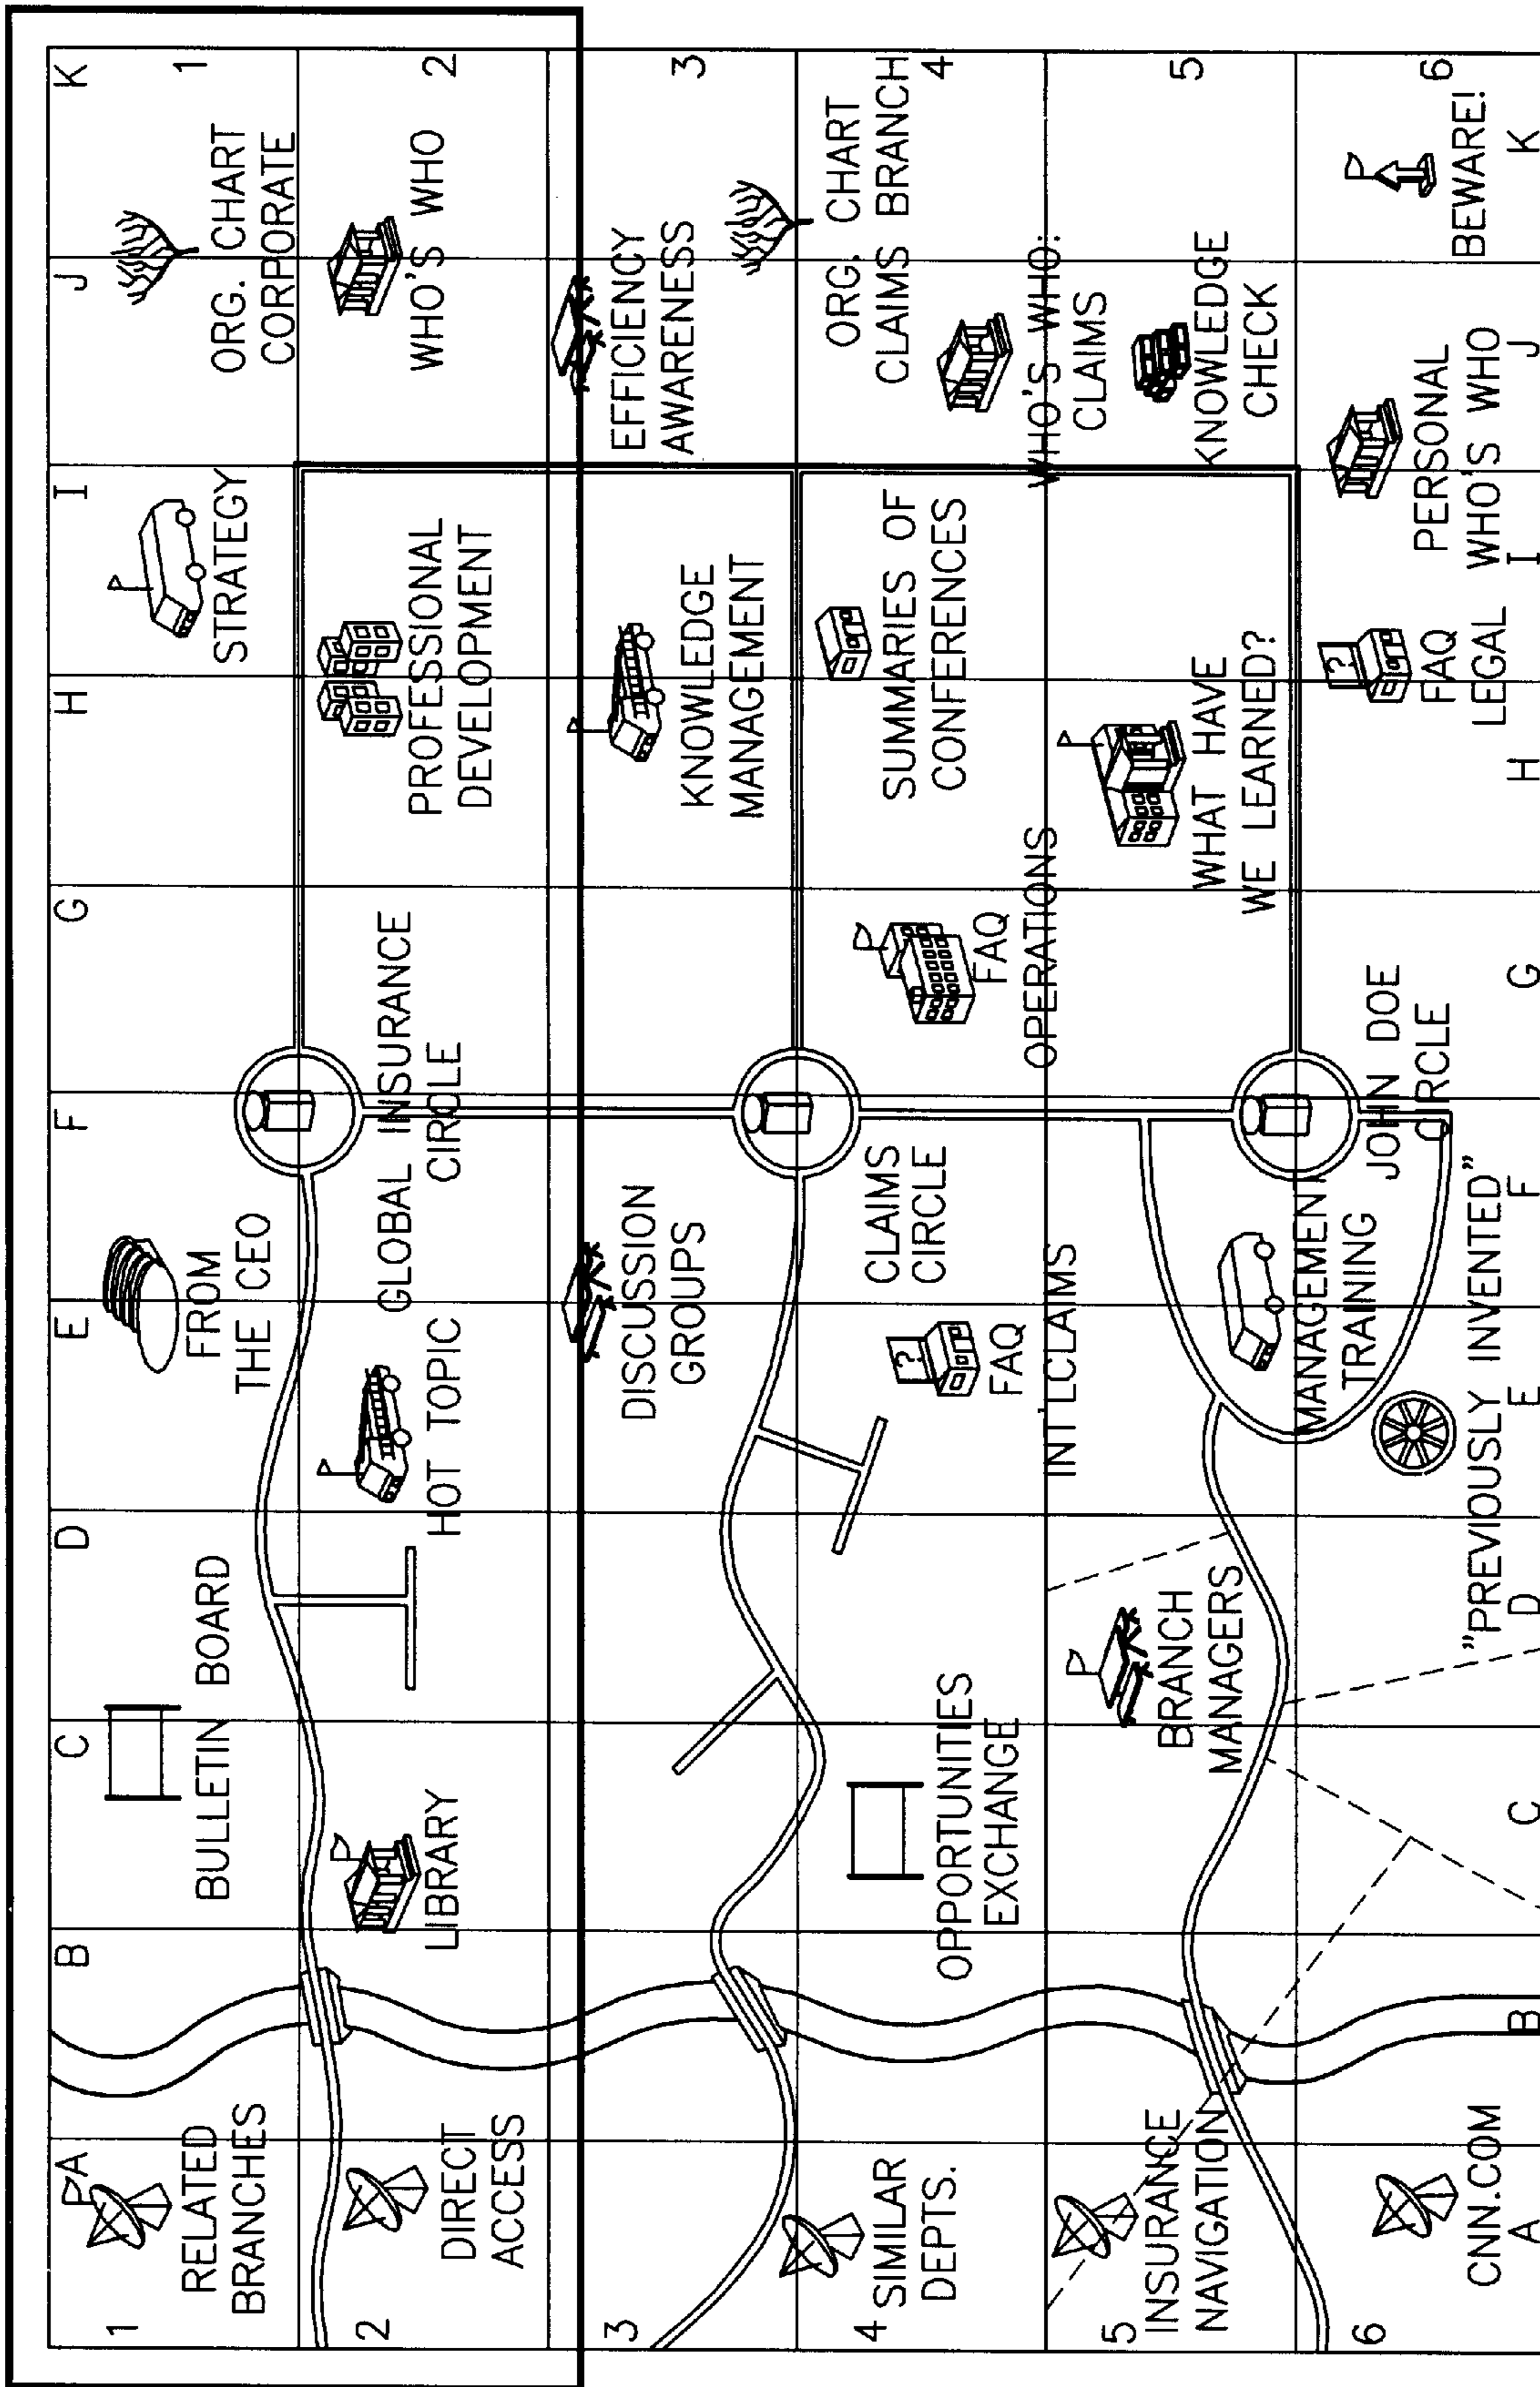 A
B
C
D
E
F
G
H
I
J
K
1
1
RELATED
BRANCHES
BULLETIN BOARD
FROM
THE CEO
STRATEGY
ORG. CHART
CORPORATE
2
2
DIRECT
ACCESS
LIBRARY
HOT TOPIC
GLOBAL INSURANCE
CIRCLE
PROFESSIONAL
DEVELOPMENT
WHO'S WHO
3
3
DISCUSSION
GROUPS
KNOWLEDGE
MANAGEMENT
EFFICIENCY
AWARENESS
4
4
SIMILAR
DEPTS.
OPPORTUNITIES
EXCHANGE
?
FAQ
INT'LCLAIMS
CLAIMS
CIRCLE
FAQ
OPERATIONS
SUMMARIES OF
CONFERENCES
ORG. CHART
CLAIMS BRANCH
WHO'S WHO:
CLAIMS
5
5
INSURANCE
NAVIGATION
BRANCH
MANAGERS
MANAGEMENT
TRAINING
WHAT HAVE
WE LEARNED?
KNOWLEDGE
CHECK
6
6
CNN.COM
"PREVIOUSLY INVENTED"
JOHN DOE
CIRCLE
?
FAQ
LEGAL
PERSONAL
WHO'S WHO
BEWARE!
A
B
C
D
E
F
G
H
I
J
K